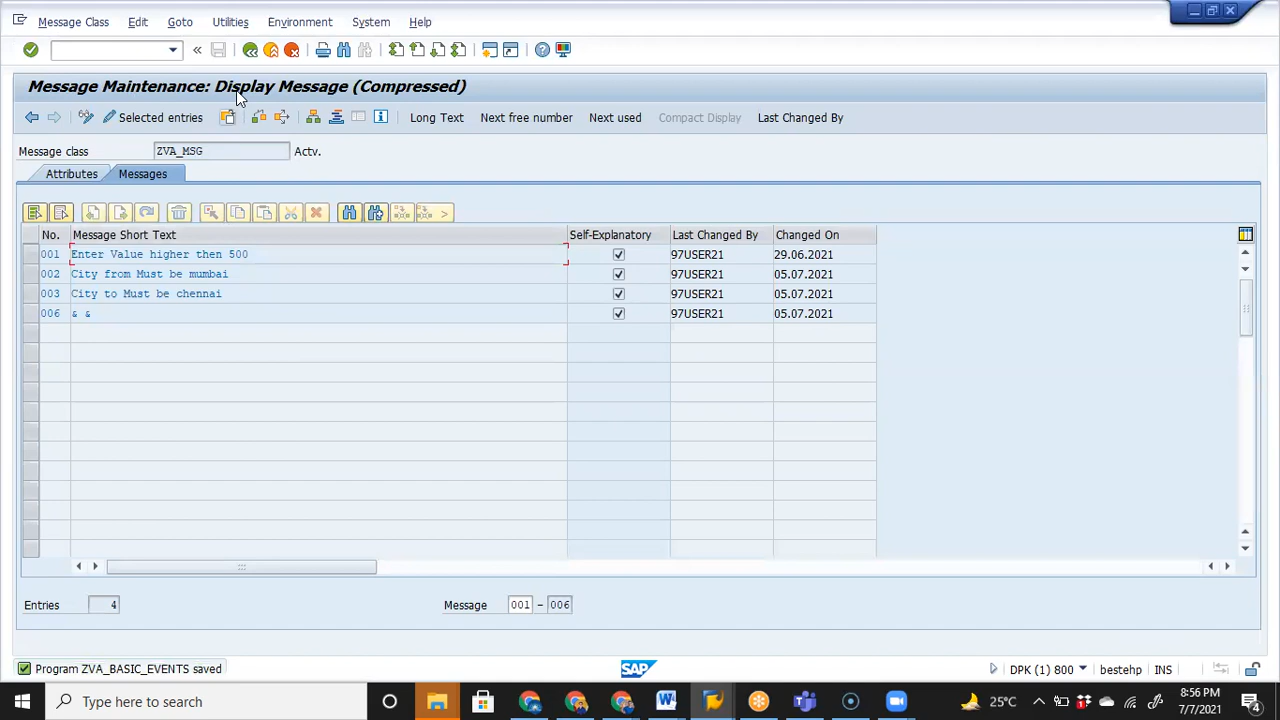 Message Class Edit Goto Utilities Environment System Help
Message Maintenance: Display Message (Compressed)
Selected entries Long Text Next free number Next used Compact Display Last Changed By
Message class ZVA_MSG Actv.
Attributes Messages
No. Message Short Text Self-Explanatory Last Changed By Changed On
001 Enter Value higher then 500 97USER21 29.06.2021
002 City from Must be mumbai 97USER21 05.07.2021
003 City to Must be chennai 97USER21 05.07.2021
006 & & 97USER21 05.07.2021
Entries 4 Message 001 - 006
Program ZVA_BASIC_EVENTS saved SAP DPK (1) 800 bestehp INS
Type here to search 25°C 8:56 PM
7/7/2021 4